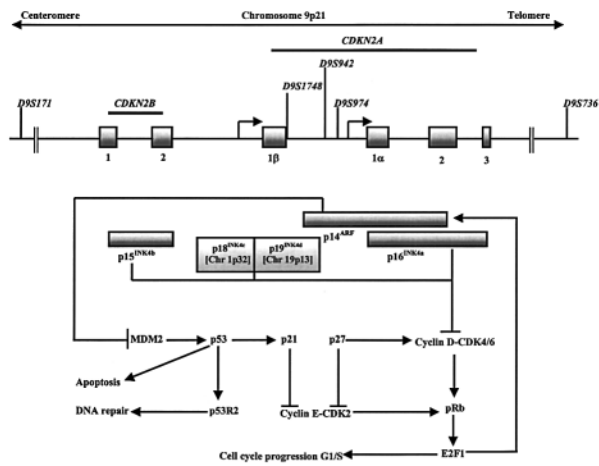 Centromere Chromosome 9p21 Telomere
CDKN2A
D9S942
D9S1748
D9S171 CDKN2B D9S974 D9S736
1 2 1β 1α 2 3
p14ARF
p15INK4b p18INK4c p19INK4d p16INK4a
[Chr 1p32] [Chr 19p13]
MDM2 p53 p21 p27 Cyclin D-CDK4/6
Apoptosis
DNA repair p53R2 Cyclin E-CDK2 pRb
Cell cycle progression G1/S E2F1